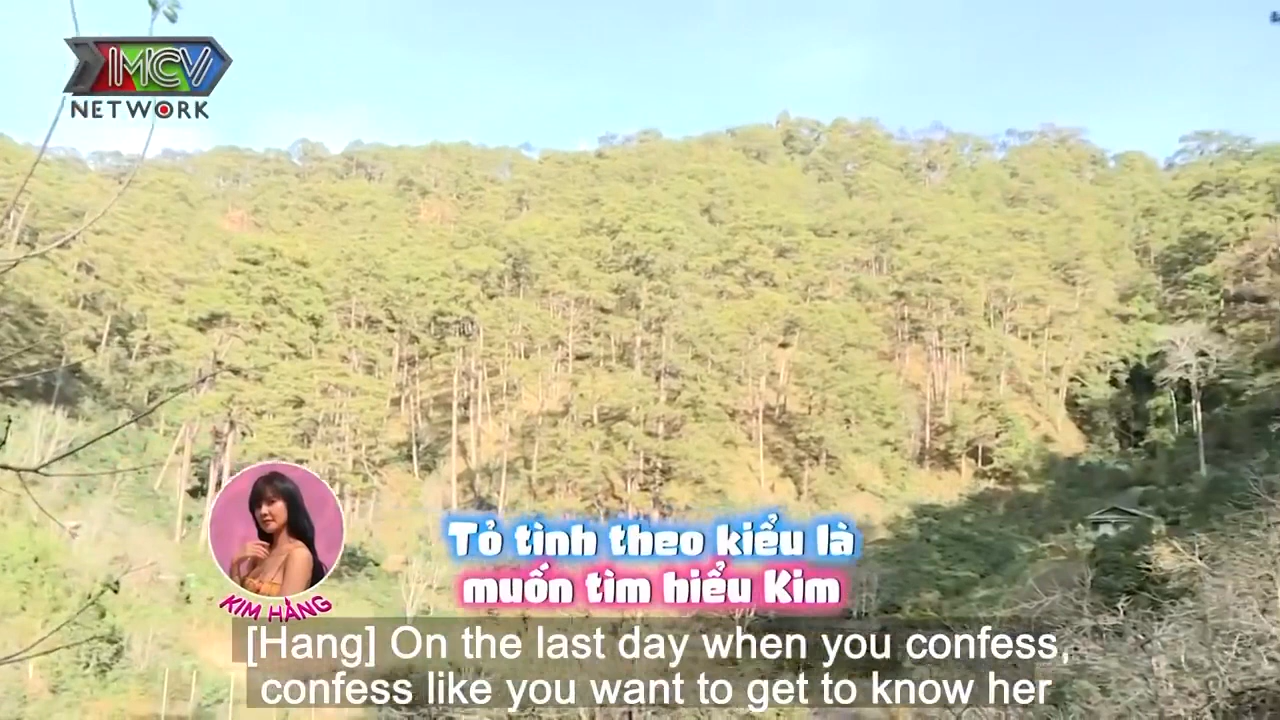 MCV
NETWORK
Tỏ tình theo kiểu là
muốn tìm hiểu Kim
KIM HẰNG
[Hang] On the last day when you confess,
confess like you want to get to know her